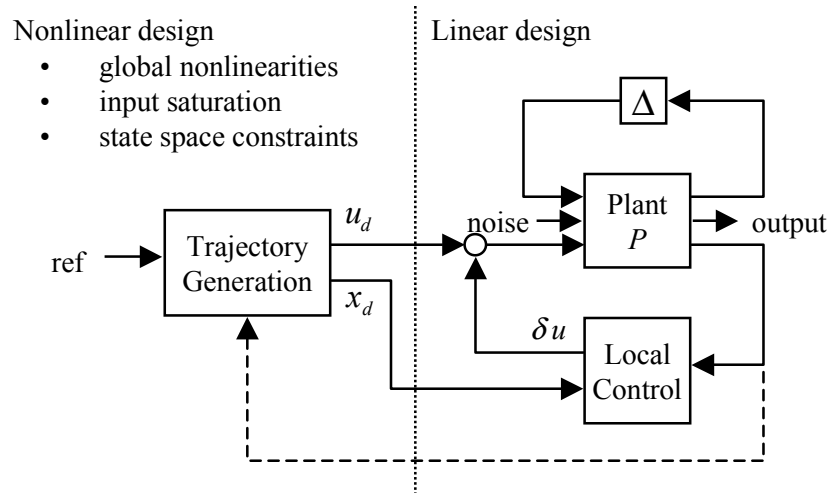 Nonlinear design
• global nonlinearities
• input saturation
• state space constraints
Linear design
Δ
ref
Trajectory
Generation
u_d
x_d
noise
Plant
P
output
δu
Local
Control